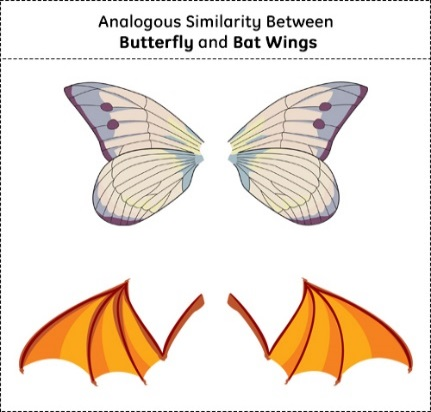 Analogous Similarity Between
Butterfly and Bat Wings